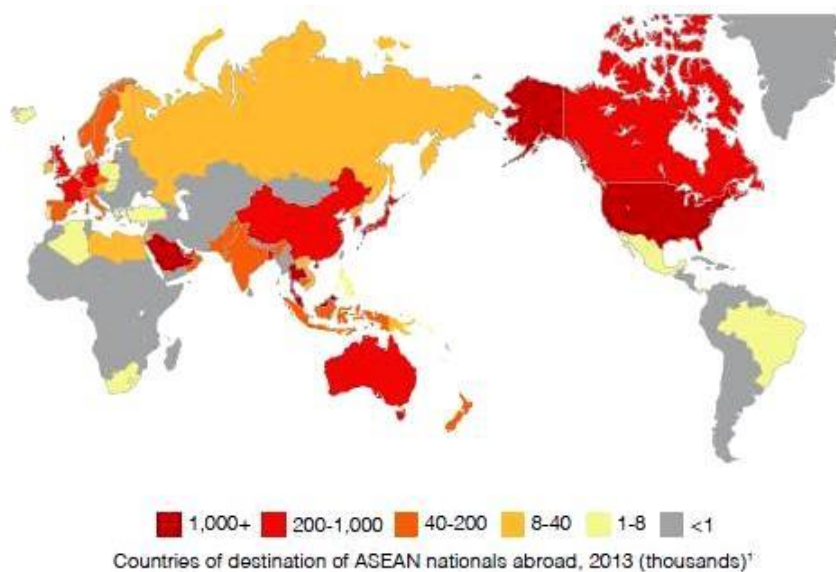 1,000+ 200-1,000 40-200 8-40 1-8 <1
Countries of destination of ASEAN nationals abroad, 2013 (thousands)¹